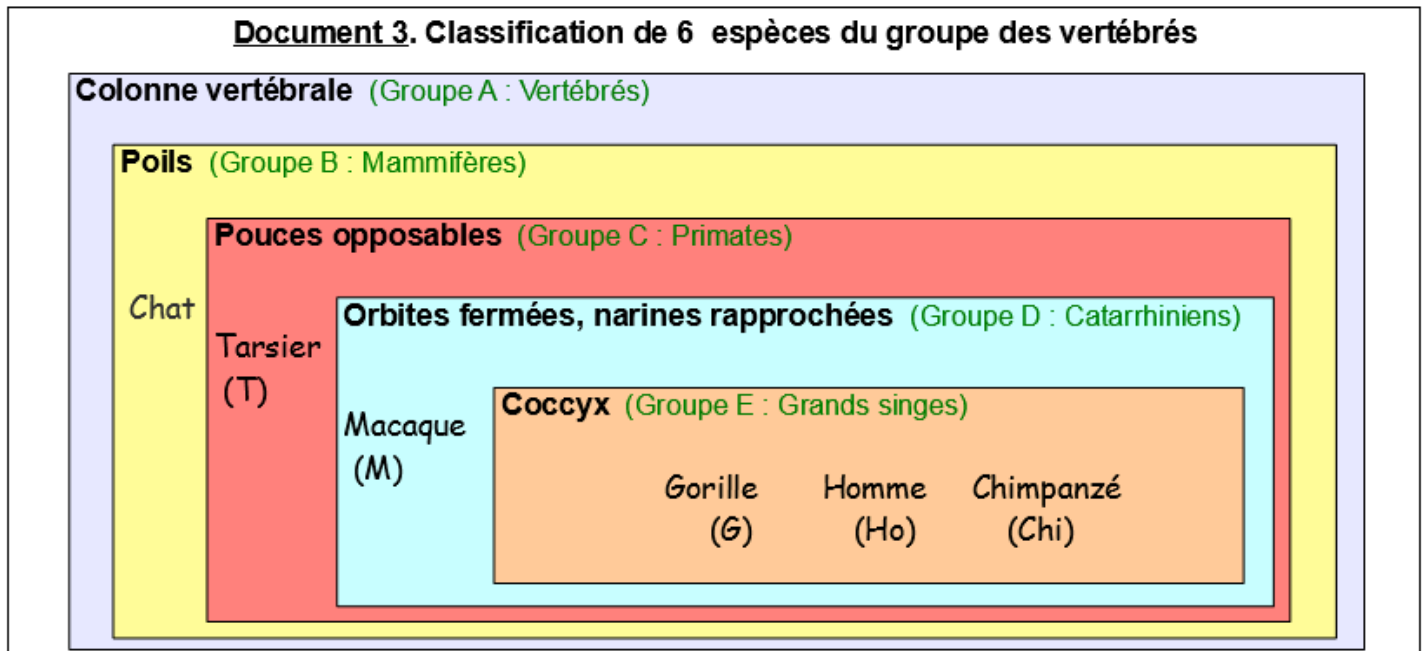 Document 3. Classification de 6 espèces du groupe des vertébrés
Colonne vertébrale (Groupe A : Vertébrés)
Poils (Groupe B : Mammifères)
Pouces opposables (Groupe C : Primates)
Chat
Orbites fermées, narines rapprochées (Groupe D : Catarrhiniens)
Tarsier
(T)
Coccyx (Groupe E : Grands singes)
Macaque
(M)
Gorille Homme Chimpanzé
(G) (Ho) (Chi)